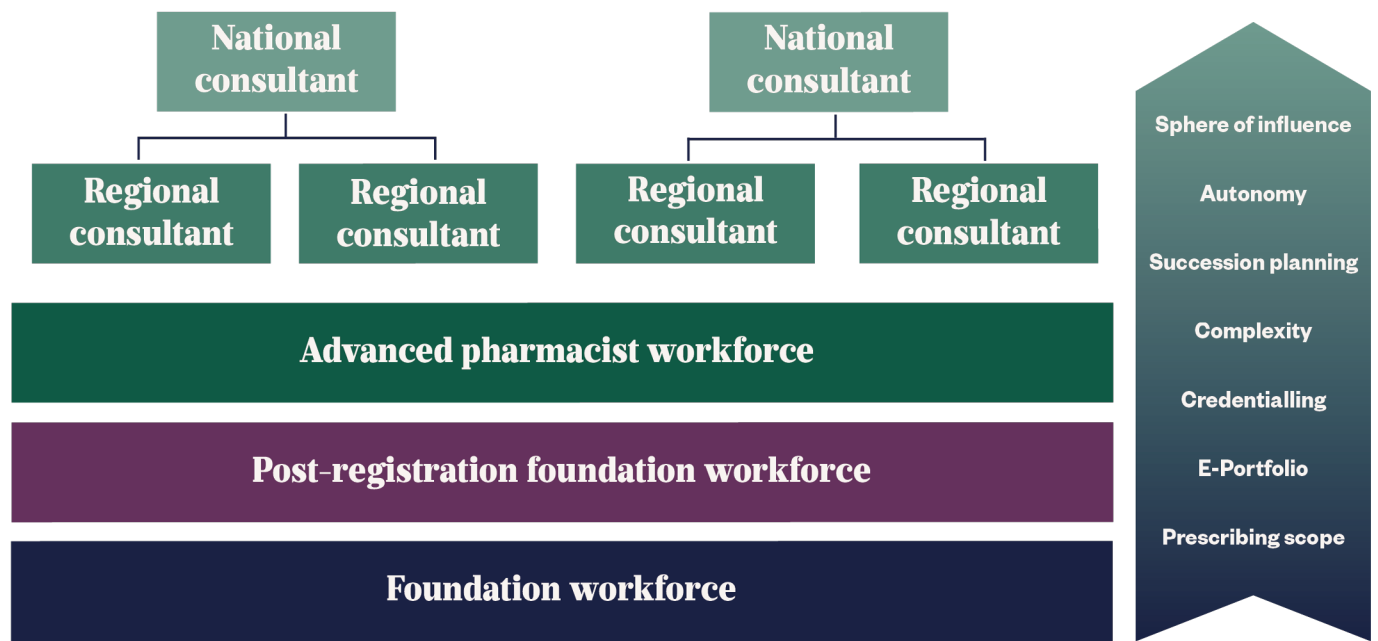 National
consultant
National
consultant
Regional
consultant
Regional
consultant
Regional
consultant
Regional
consultant
Advanced pharmacist workforce
Post-registration foundation workforce
Foundation workforce
Sphere of influence
Autonomy
Succession planning
Complexity
Credentialling
E-Portfolio
Prescribing scope